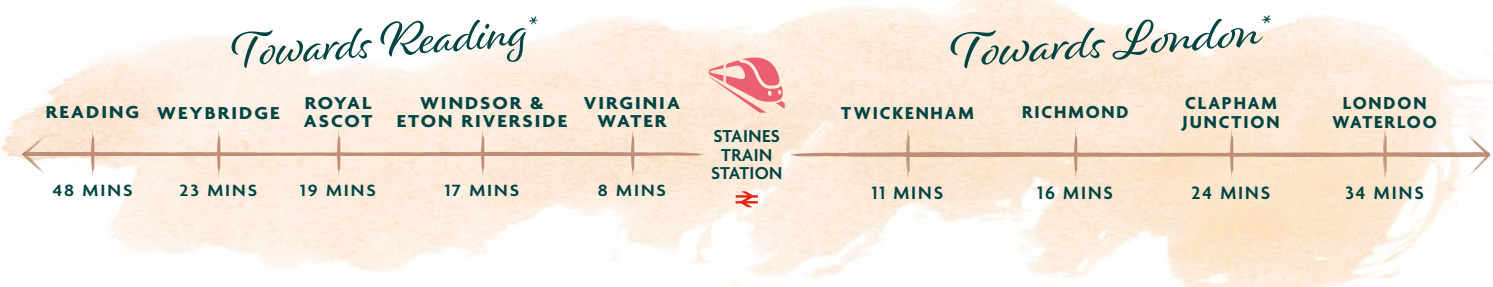 Towards Reading*
Towards London*
READING
WEYBRIDGE
ROYAL
ASCOT
WINDSOR &
ETON RIVERSIDE
VIRGINIA
WATER
STAINES
TRAIN
STATION
TWICKENHAM
RICHMOND
CLAPHAM
JUNCTION
LONDON
WATERLOO
48 MINS
23 MINS
19 MINS
17 MINS
8 MINS
11 MINS
16 MINS
24 MINS
34 MINS